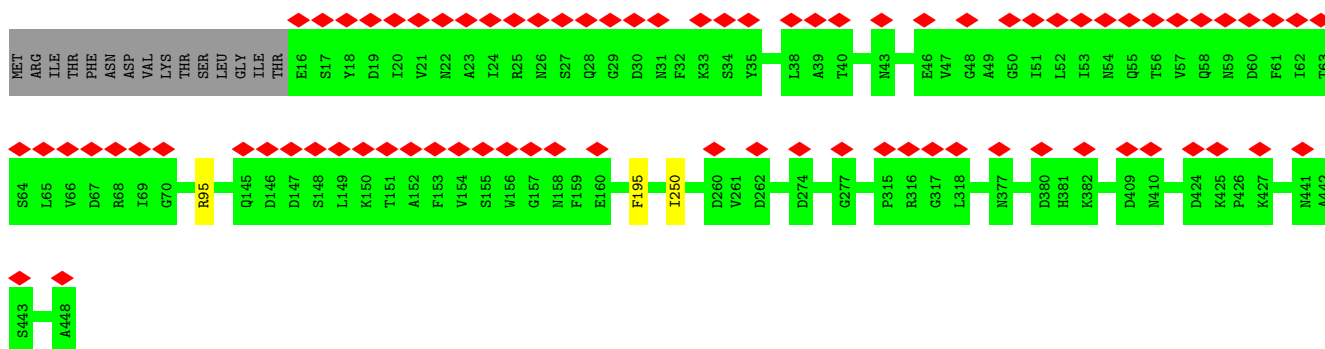 MET ARG ILE THR PHE ASN ASP VAL LYS THR SER LEU GLY ILE THR E16 S17 Y18 D19 I20 V21 N22 A23 I24 R25 N26 S27 Q28 G29 D30 N31 F32 K33 S34 Y35 L38 A39 T40 N43 E46 V47 G48 A49 G50 I51 L52 I53 N54 Q55 T56 V57 Q58 N59 D60 F61 I62 T63
S64 L65 V66 D67 R68 I69 G70 R95 Q145 D146 D147 S148 L149 K150 T151 A152 F153 V154 S155 W156 G157 N158 F159 E160 F195 I250 D260 V261 D262 D274 G277 P315 R316 G317 L318 N377 D380 H381 K382 D409 N410 D424 K425 P426 K427 N441 A442
S443 A448